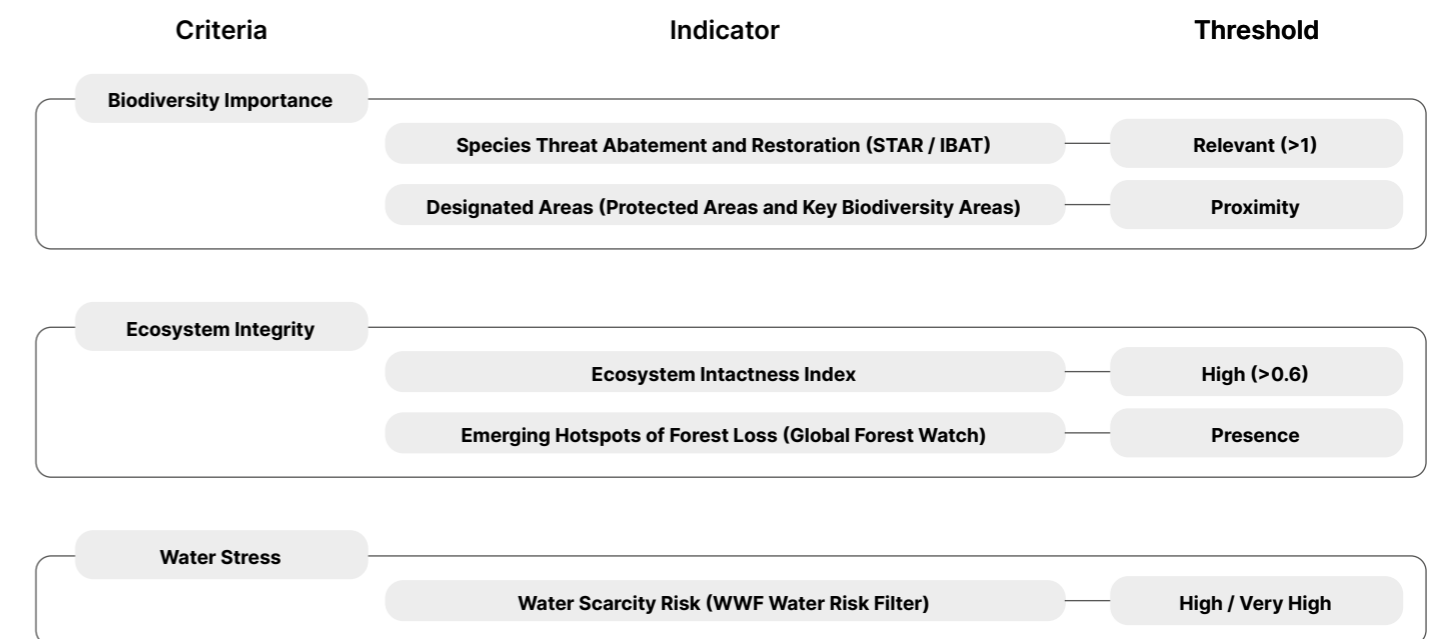 Criteria Indicator Threshold
Biodiversity Importance
Species Threat Abatement and Restoration (STAR / IBAT) Relevant (>1)
Designated Areas (Protected Areas and Key Biodiversity Areas) Proximity
Ecosystem Integrity
Ecosystem Intactness Index High (>0.6)
Emerging Hotspots of Forest Loss (Global Forest Watch) Presence
Water Stress
Water Scarcity Risk (WWF Water Risk Filter) High / Very High